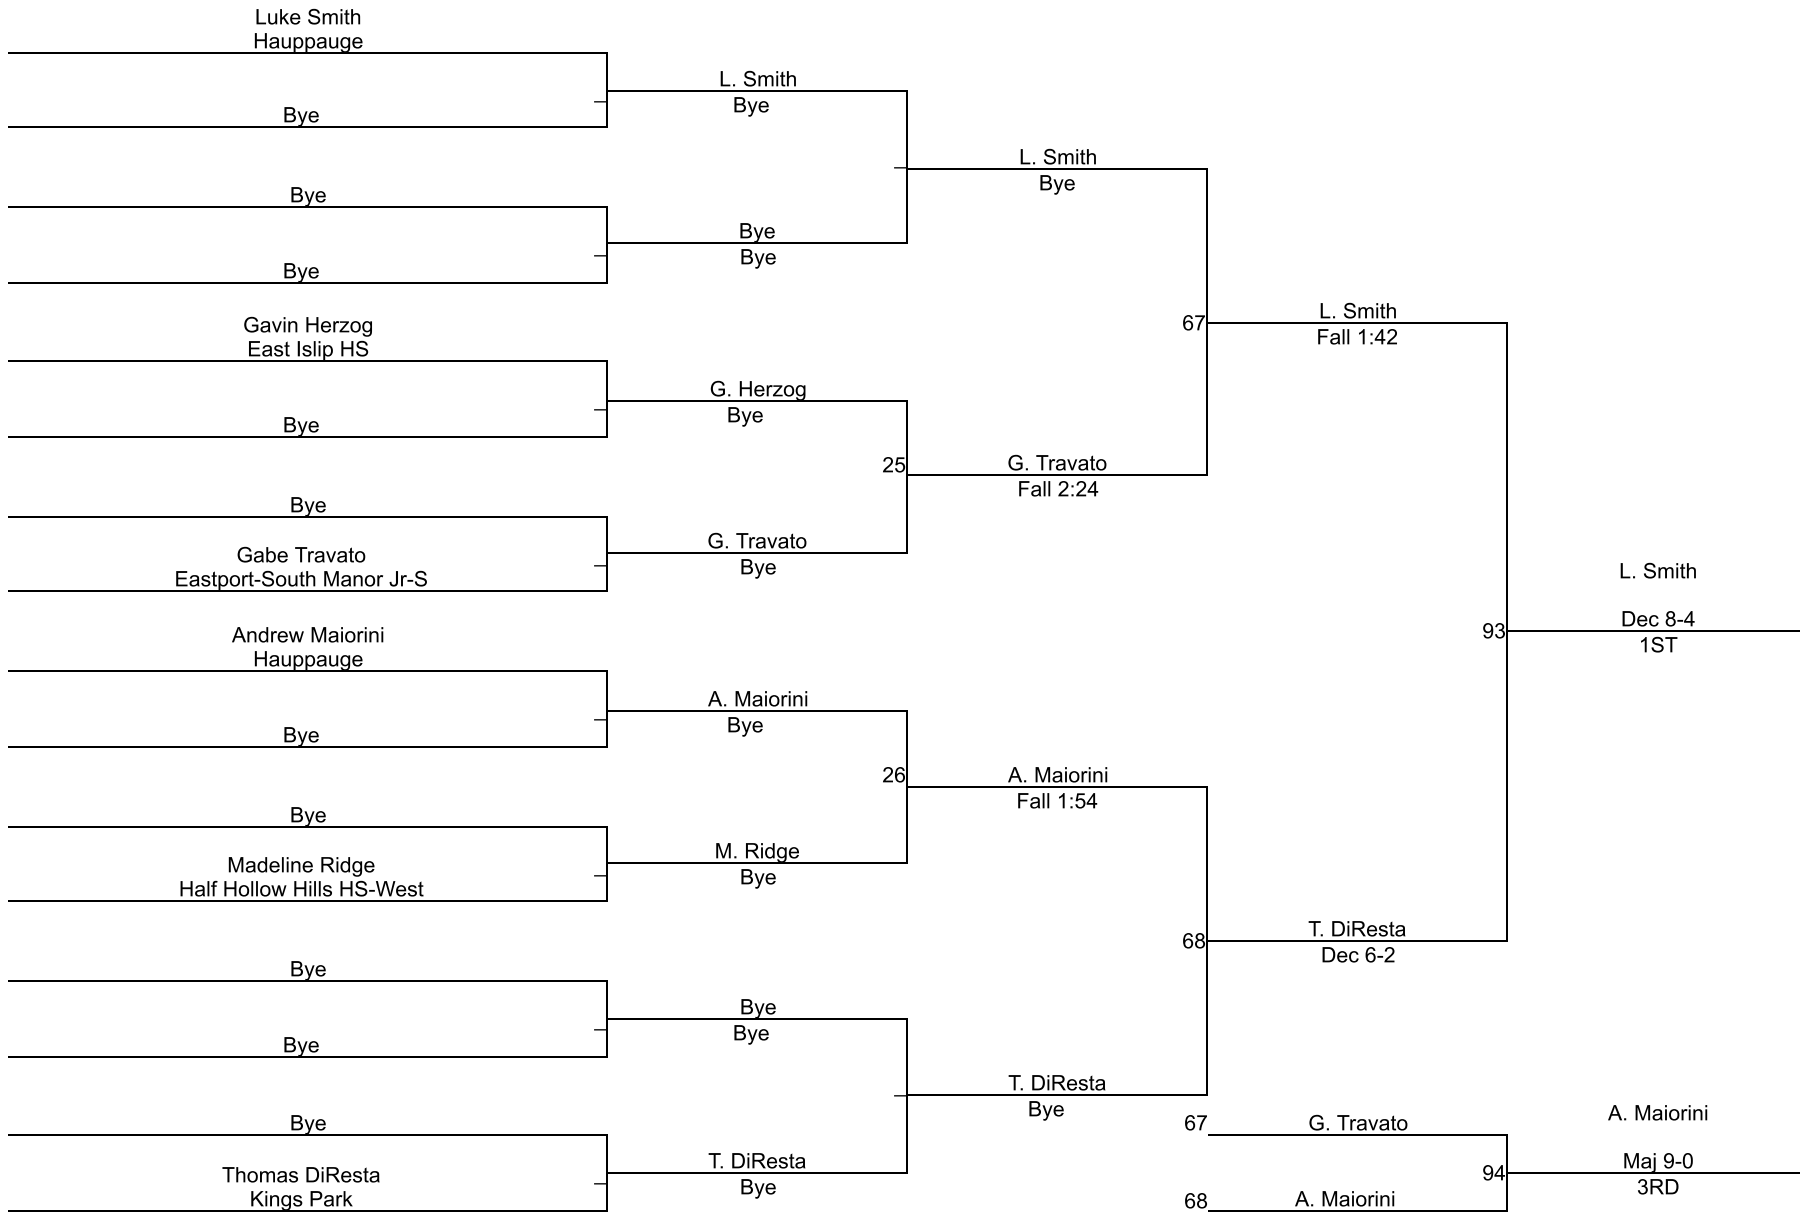 Luke Smith
Hauppauge
Bye
Bye
Bye
Gavin Herzog
East Islip HS
Bye
Bye
Gabe Travato
Eastport-South Manor Jr-S
Andrew Maiorini
Hauppauge
Bye
Bye
Madeline Ridge
Half Hollow Hills HS-West
Bye
Bye
Bye
Thomas DiResta
Kings Park
L. Smith
Bye
Bye
Bye
G. Herzog
Bye
25
G. Travato
Bye
A. Maiorini
Bye
26
M. Ridge
Bye
Bye
Bye
T. DiResta
Bye
L. Smith
Bye
67
G. Travato
Fall 2:24
A. Maiorini
Fall 1:54
68
T. DiResta
Bye
L. Smith
Fall 1:42
93
T. DiResta
Dec 6-2
L. Smith
Dec 8-4
1ST
67
G. Travato
94
68
A. Maiorini
A. Maiorini
Maj 9-0
3RD